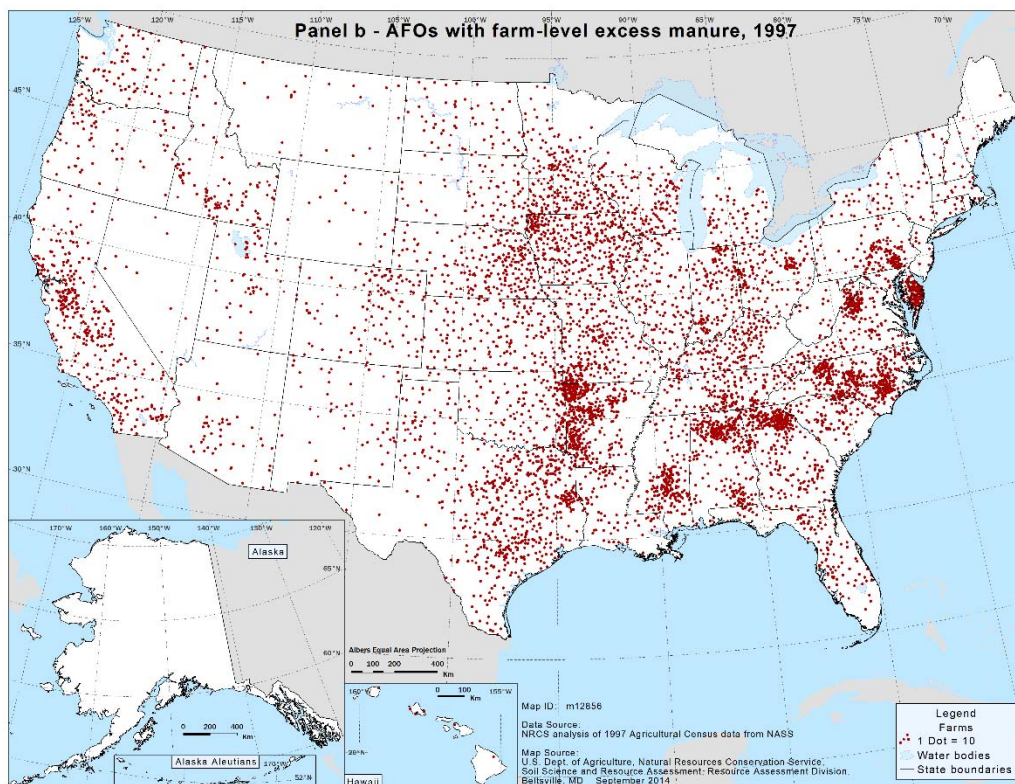 Panel b - AFOs with farm-level excess manure, 1997
125°W
120°W
115°W
110°W
105°W
100°W
95°W
90°W
85°W
80°W
75°W
70°W
45°N
40°N
35°N
30°N
45°N
40°N
35°N
30°N
170°W
160°W
150°W
140°W
130°W
120°W
Alaska
65°N
60°N
0 200 400
Km
Alaska Aleutians
170°W
52°N
Albers Equal Area Projection
0 100 200 400
Km
0 100
Km
160°W
155°W
Hawaii
Map ID: m12856
Data Source:
NRCS analysis of 1997 Agricultural Census data from NASS
Map Source:
U.S. Dept. of Agriculture, Natural Resources Conservation Service,
Soil Science and Resource Assessment, Resource Assessment Division
Beltsville, MD September 2014
Legend
Farms
1 Dot = 10
Water bodies
State boundaries